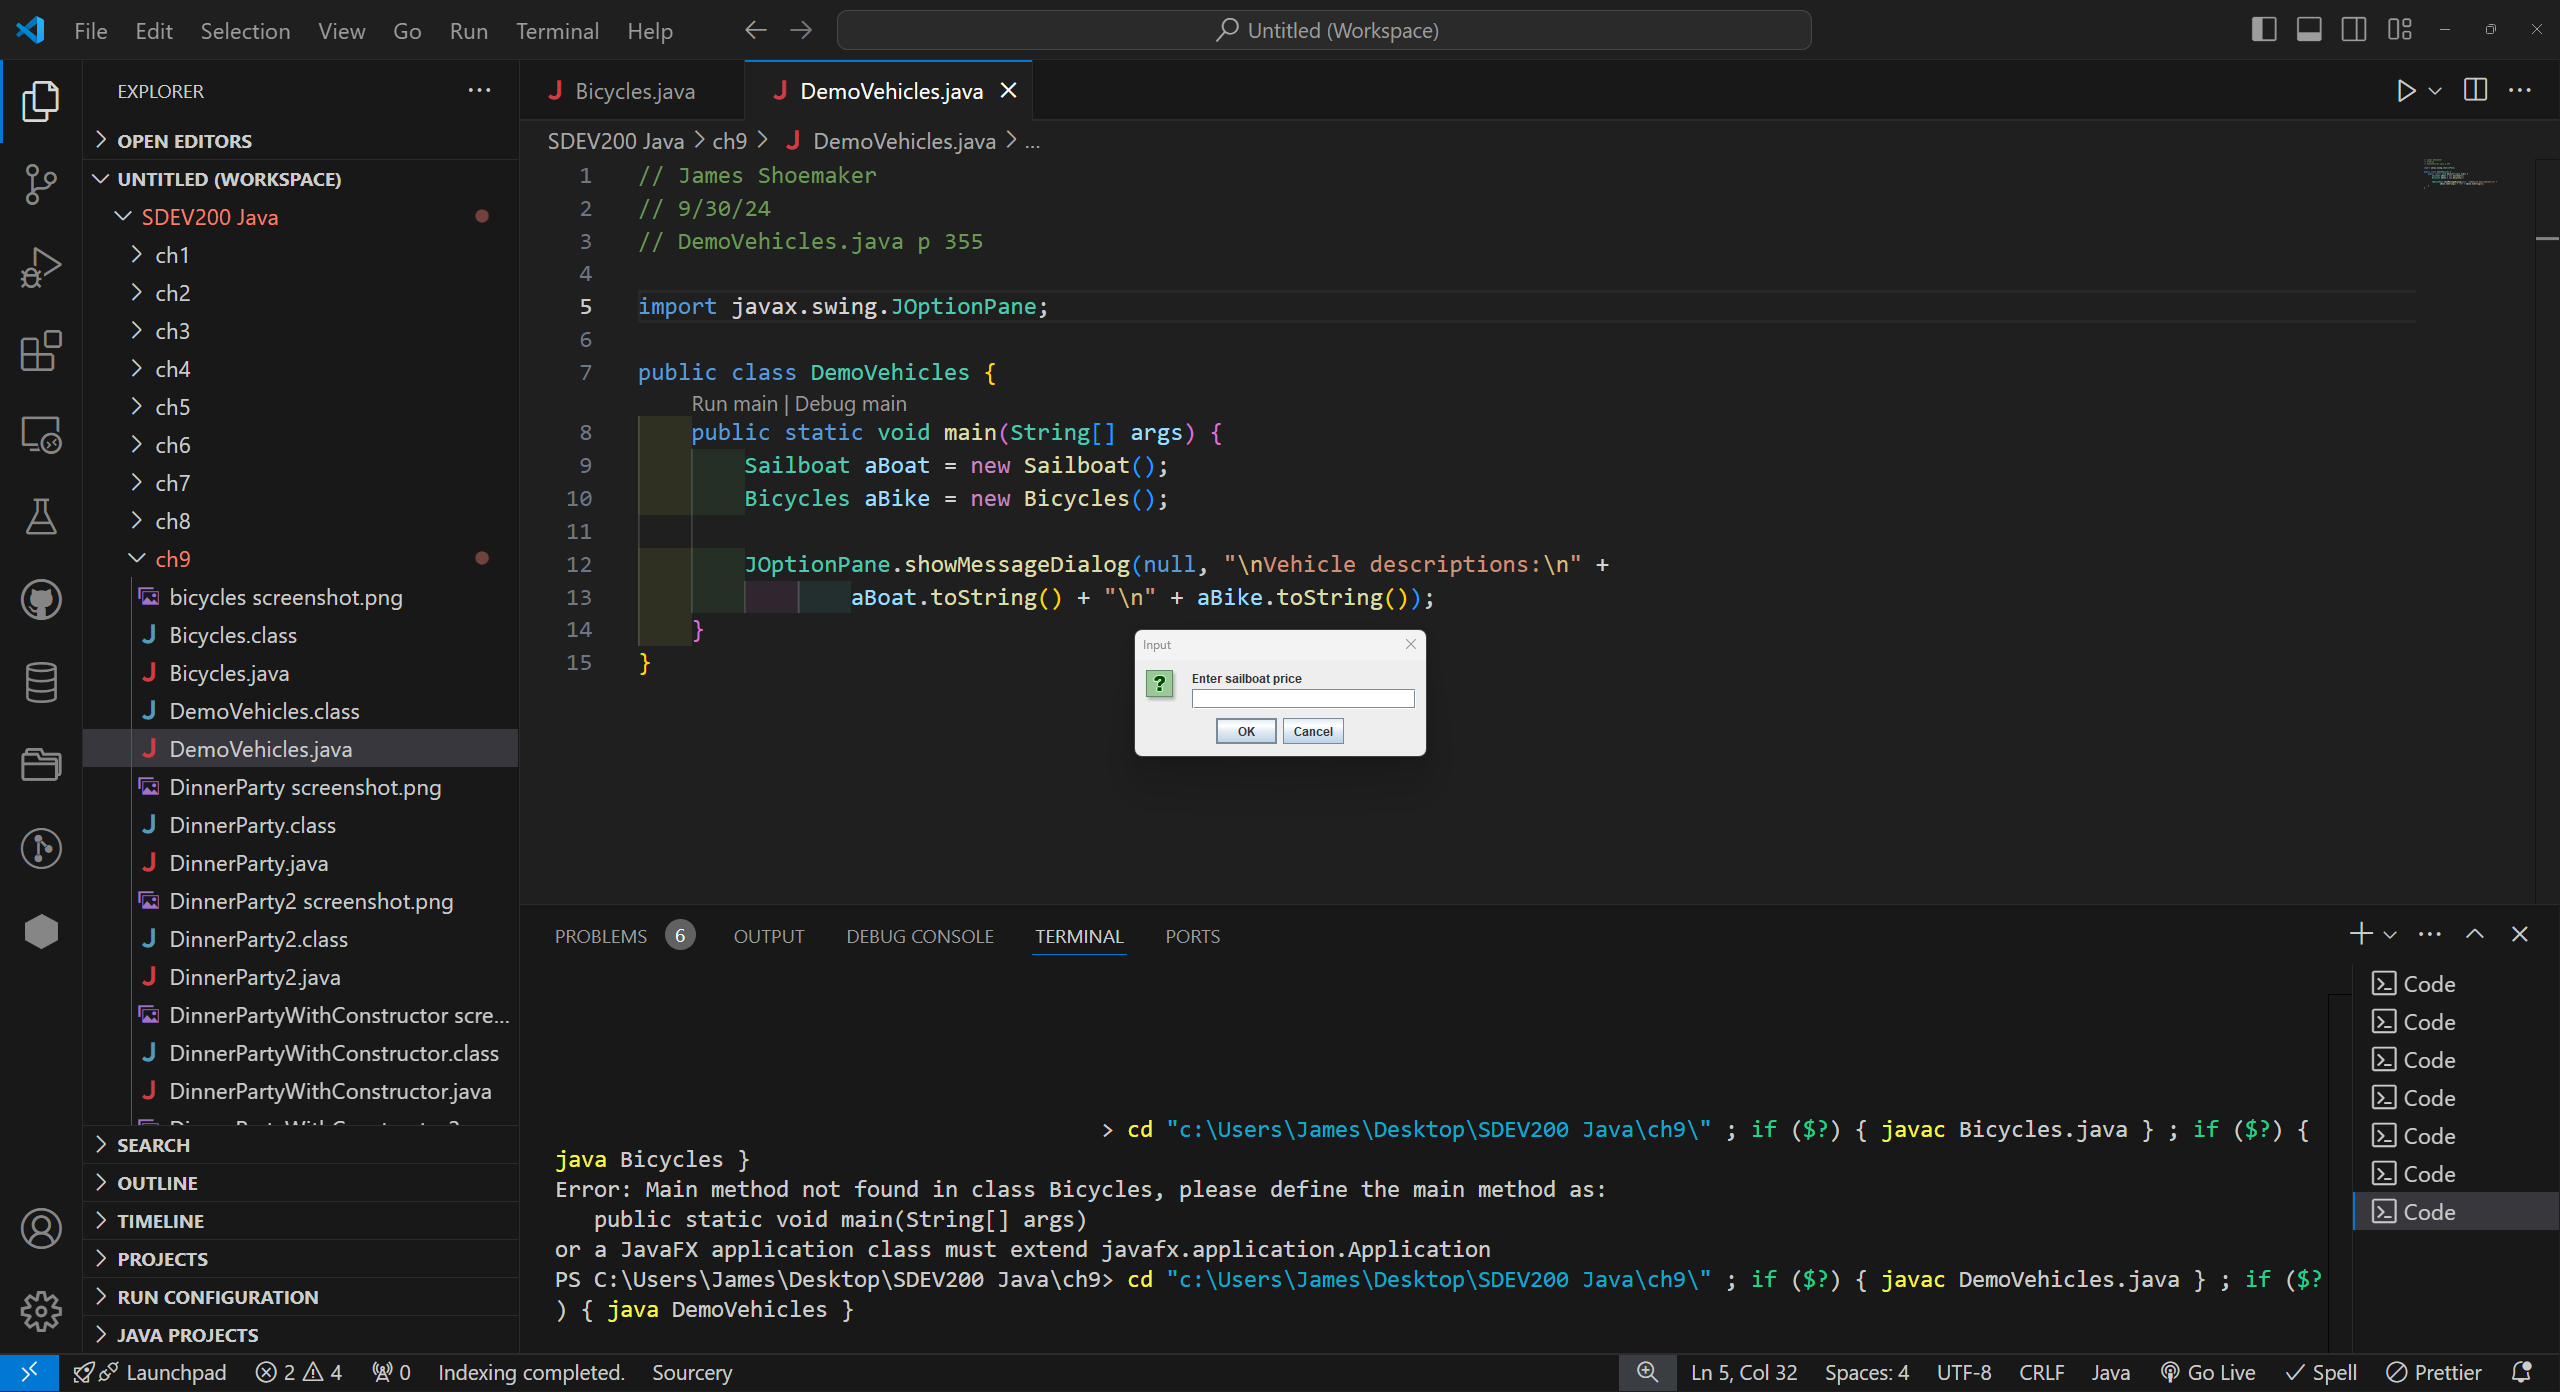 File Edit Selection View Go Run Terminal Help
Untitled (Workspace)
EXPLORER
OPEN EDITORS
UNTITLED (WORKSPACE)
SDEV200 Java
ch1
ch2
ch3
ch4
ch5
ch6
ch7
ch8
ch9
bicycles screenshot.png
Bicycles.class
Bicycles.java
DemoVehicles.class
DemoVehicles.java
DinnerParty screenshot.png
DinnerParty.class
DinnerParty.java
DinnerParty2 screenshot.png
DinnerParty2.class
DinnerParty2.java
DinnerPartyWithConstructor scre...
DinnerPartyWithConstructor.class
DinnerPartyWithConstructor.java
SEARCH
OUTLINE
TIMELINE
PROJECTS
RUN CONFIGURATION
JAVA PROJECTS
Bicycles.java
DemoVehicles.java
SDEV200 Java > ch9 > DemoVehicles.java > ...
1 // James Shoemaker
2 // 9/30/24
3 // DemoVehicles.java p 355
4
5 import javax.swing.JOptionPane;
6
7 public class DemoVehicles {
Run main | Debug main
8 public static void main(String[] args) {
9 Sailboat aBoat = new Sailboat();
10 Bicycles aBike = new Bicycles();
11
12 JOptionPane.showMessageDialog(null, "\nVehicle descriptions:\n" +
13 aBoat.toString() + "\n" + aBike.toString());
14 }
15 }
Input
Enter sailboat price
OK Cancel
PROBLEMS 6 OUTPUT DEBUG CONSOLE TERMINAL PORTS
> cd "c:\Users\James\Desktop\SDEV200 Java\ch9\" ; if ($?) { javac Bicycles.java } ; if ($?) {
java Bicycles }
Error: Main method not found in class Bicycles, please define the main method as:
public static void main(String[] args)
or a JavaFX application class must extend javafx.application.Application
PS C:\Users\James\Desktop\SDEV200 Java\ch9> cd "c:\Users\James\Desktop\SDEV200 Java\ch9\" ; if ($?) { javac DemoVehicles.java } ; if ($?
) { java DemoVehicles }
Code
Code
Code
Code
Code
Code
Code
Launchpad 2 4 0 Indexing completed. Sourcery
Ln 5, Col 32 Spaces: 4 UTF-8 CRLF Java Go Live Spell Prettier